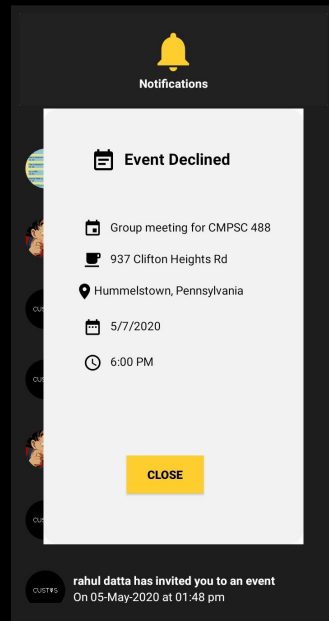 Notifications
Event Declined
Group meeting for CMPSC 488
937 Clifton Heights Rd
Hummelstown, Pennsylvania
5/7/2020
6:00 PM
CLOSE
rahul datta has invited you to an event
On 05-May-2020 at 01:48 pm